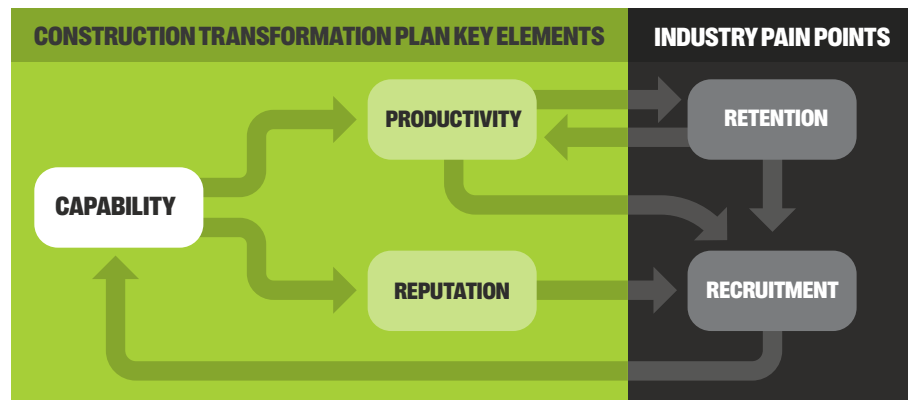 CONSTRUCTION TRANSFORMATION PLAN KEY ELEMENTS
INDUSTRY PAIN POINTS
PRODUCTIVITY
RETENTION
CAPABILITY
REPUTATION
RECRUITMENT